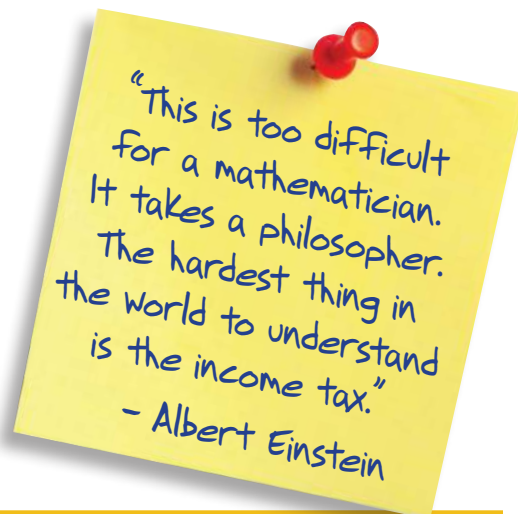 “This is too difficult
for a mathematician.
It takes a philosopher.
The hardest thing in
the world to understand
is the income tax.”
- Albert Einstein